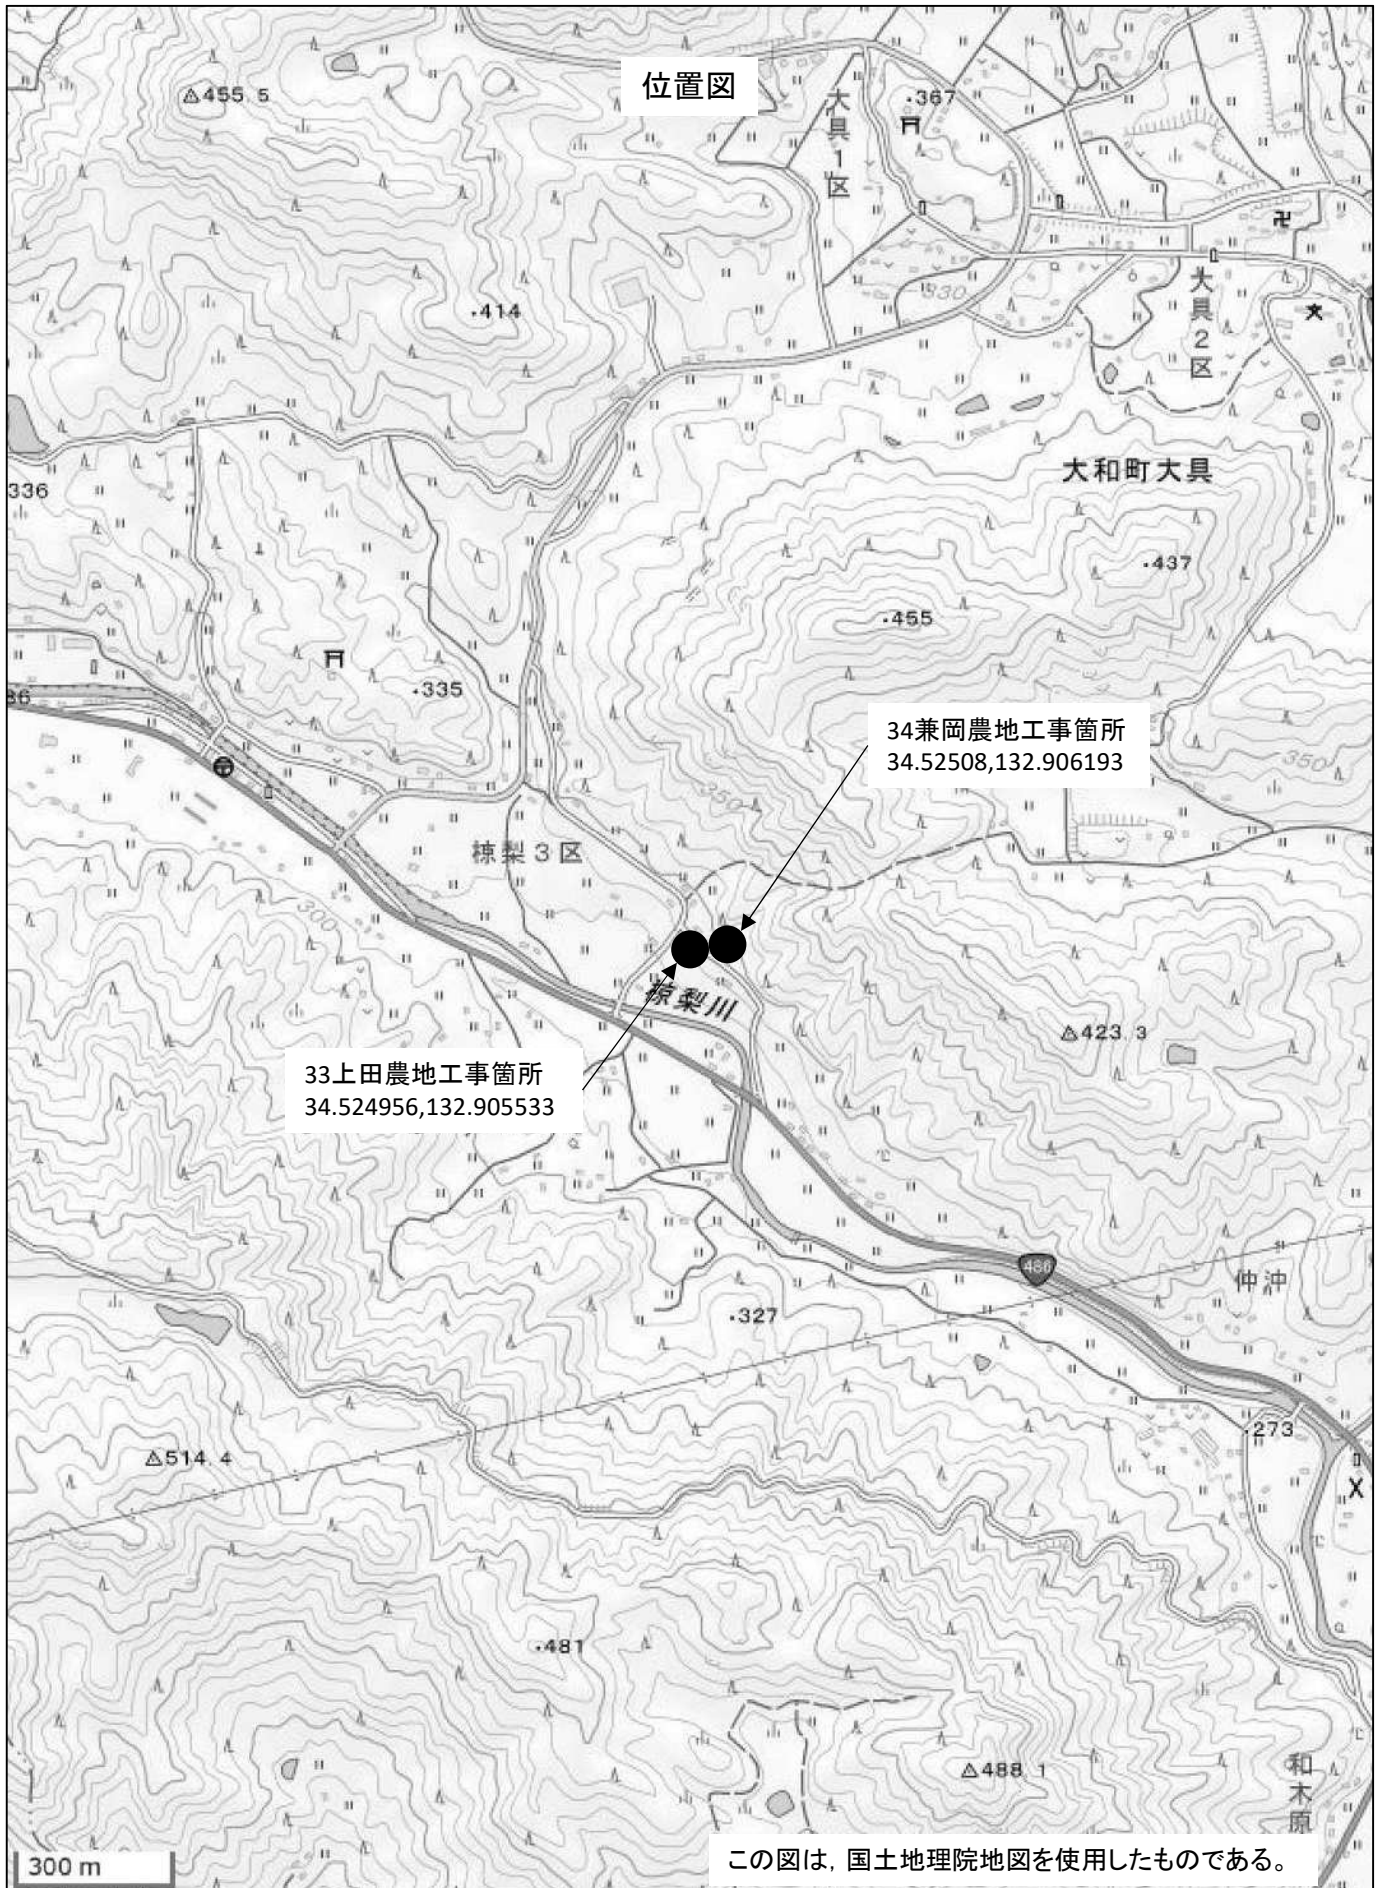 位置図
455.5
・367
大具1区
330
大具2区
・414
336
大和町大具
・437
・455
・335
86
34兼岡農地工事箇所
34.52508,132.906193
350
350
椋梨3区
300
椋梨川
423.3
33上田農地工事箇所
34.524956,132.905533
486
仲沖
・327
・273
514.4
・481
488.1
和木原
300 m
この図は，国土地理院地図を使用したものである。